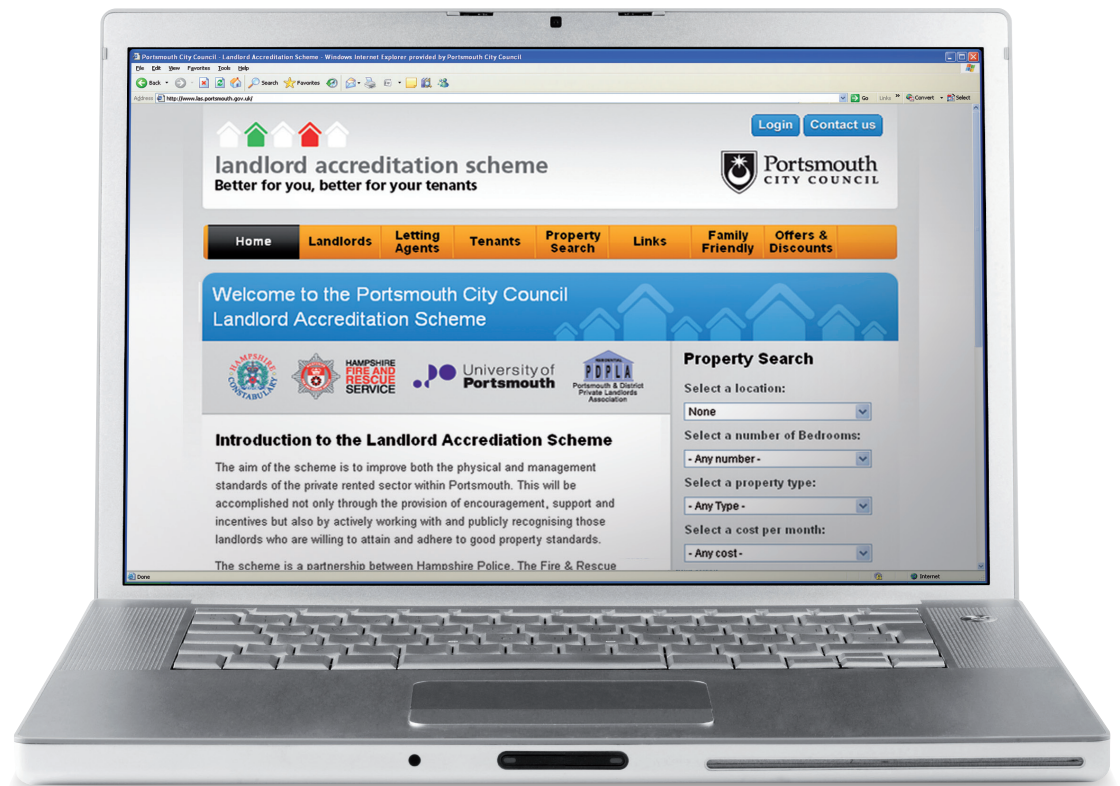 Portsmouth City Council - Landlord Accreditation Scheme - Windows Internet Explorer provided by Portsmouth City Council
File Edit View Favorites Tools Help
Back Search Favorites
Address http://www.las.portsmouth.gov.uk/ Go Links » Convert Select
Login Contact us
landlord accreditation scheme
Better for you, better for your tenants
Portsmouth
CITY COUNCIL
Home Landlords Letting Agents Tenants Property Search Links Family Friendly Offers & Discounts
Welcome to the Portsmouth City Council
Landlord Accreditation Scheme
HAMPSHIRE
CONSTABULARY
HAMPSHIRE
FIRE AND
RESCUE
SERVICE
University of
Portsmouth
RESIDENTIAL
PDPLA
Portsmouth & District
Private Landlords
Association
Introduction to the Landlord Accrediation Scheme
The aim of the scheme is to improve both the physical and management
standards of the private rented sector within Portsmouth. This will be
accomplished not only through the provision of encouragement, support and
incentives but also by actively working with and publicly recognising those
landlords who are willing to attain and adhere to good property standards.
The scheme is a partnership between Hampshire Police, The Fire & Rescue
Property Search
Select a location:
None
Select a number of Bedrooms:
- Any number -
Select a property type:
- Any Type -
Select a cost per month:
- Any cost -
Done Internet